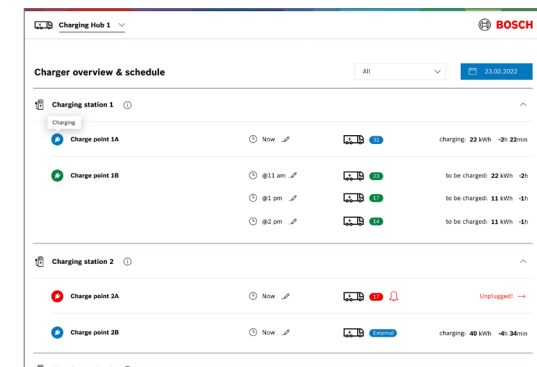 Charging Hub 1
BOSCH
Charger overview & schedule
All
23.02.2022
Charging station 1
Charging
Charge point 1A
Now
32
charging: 22 kWh -2h 22min
Charge point 1B
@11 am
23
to be charged: 22 kWh -2h
@1 pm
17
to be charged: 11 kWh -1h
@2 pm
14
to be charged: 11 kWh -1h
Charging station 2
Charge point 2A
Now
17
Unplugged! →
Charge point 2B
Now
External
charging: 40 kWh -4h 34min